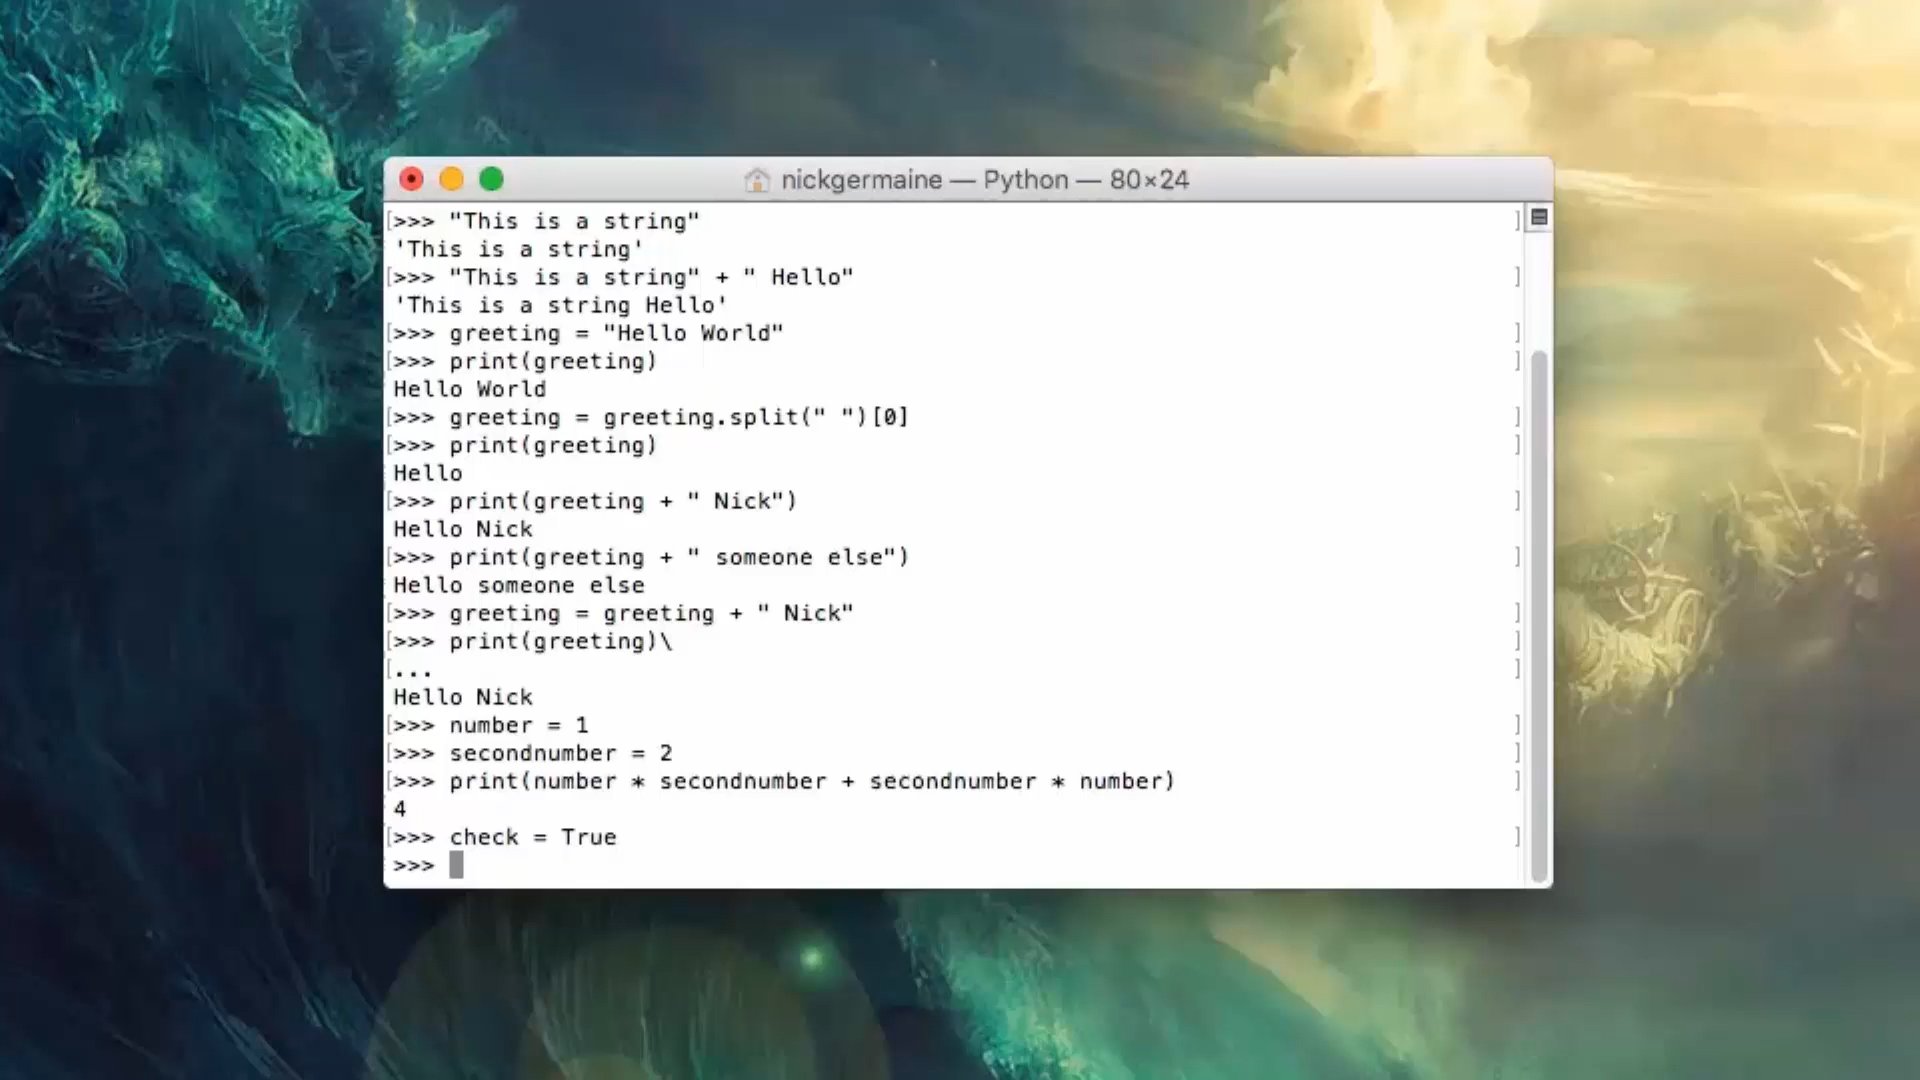 nickgermaine — Python — 80×24
[>>> "This is a string" ]
'This is a string'
[>>> "This is a string" + " Hello" ]
'This is a string Hello'
[>>> greeting = "Hello World" ]
[>>> print(greeting) ]
Hello World
[>>> greeting = greeting.split(" ")[0] ]
[>>> print(greeting) ]
Hello
[>>> print(greeting + " Nick") ]
Hello Nick
[>>> print(greeting + " someone else") ]
Hello someone else
[>>> greeting = greeting + " Nick" ]
[>>> print(greeting)\ ]
[... ]
Hello Nick
[>>> number = 1 ]
[>>> secondnumber = 2 ]
[>>> print(number * secondnumber + secondnumber * number) ]
4
[>>> check = True ]
>>>